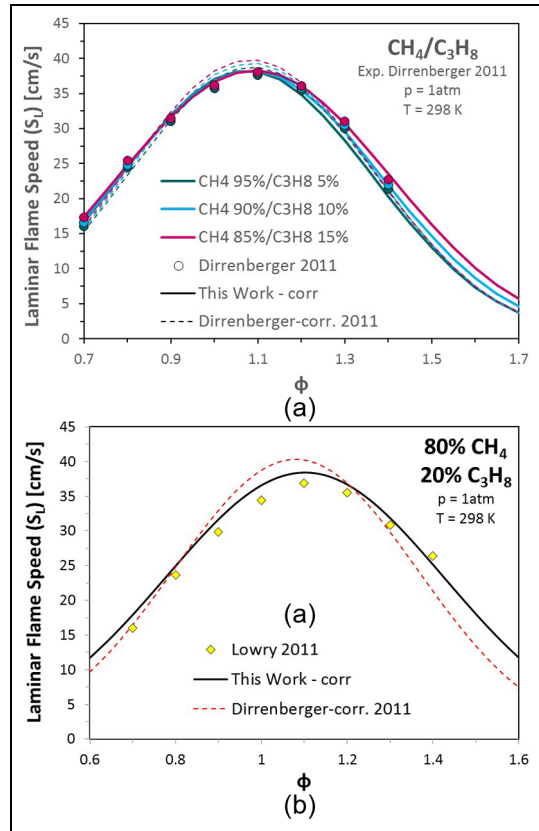 45
40
35
30
25
20
15
10
5
0
Laminar Flame Speed (SL) [cm/s]
CH4/C3H8
Exp. Dirrenberger 2011
p = 1atm
T = 298 K
CH4 95%/C3H8 5%
CH4 90%/C3H8 10%
CH4 85%/C3H8 15%
Dirrenberger 2011
This Work - corr
Dirrenberger-corr. 2011
0.7 0.9 1.1 1.3 1.5 1.7
ϕ
(a)
45
40
35
30
25
20
15
10
5
0
Laminar Flame Speed (SL) [cm/s]
80% CH4
20% C3H8
p = 1atm
T = 298 K
(a)
Lowry 2011
This Work - corr
Dirrenberger-corr. 2011
0.6 0.8 1 1.2 1.4 1.6
ϕ
(b)